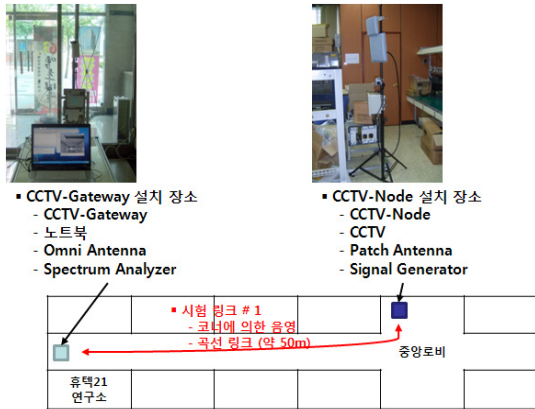 ▪ CCTV-Gateway 설치 장소
- CCTV-Gateway
- 노트북
- Omni Antenna
- Spectrum Analyzer
▪ CCTV-Node 설치 장소
- CCTV-Node
- CCTV
- Patch Antenna
- Signal Generator
▪ 시험 링크 # 1
- 코너에 의한 음영
- 곡선 링크 (약 50m)
중앙로비
휴텍21
연구소